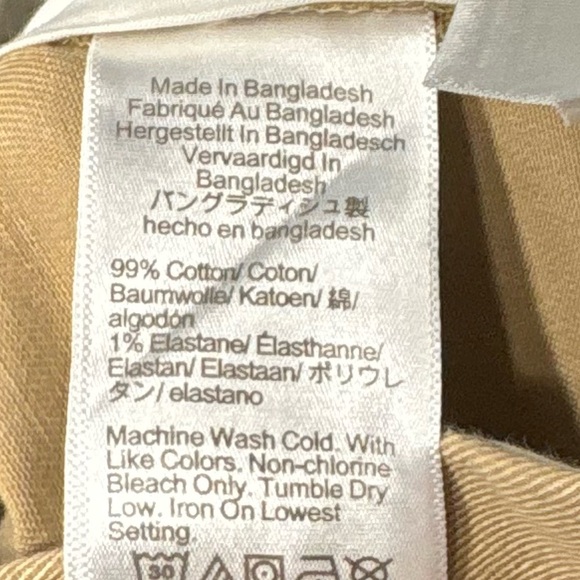 Made In Bangladesh
Fabriqué Au Bangladesh
Hergestellt In Bangladesch
Vervaardigd In
Bangladesh
バングラディシュ製
hecho en bangladesh
99% Cotton/ Coton/
Baumwolle/ Katoen/ 綿/
algodón
1% Elastane/ Élasthanne/
Elastan/ Elastaan/ ポリウレ
タン/ elastano
Machine Wash Cold. With
Like Colors. Non-chlorine
Bleach Only. Tumble Dry
Low. Iron On Lowest
Setting.
30